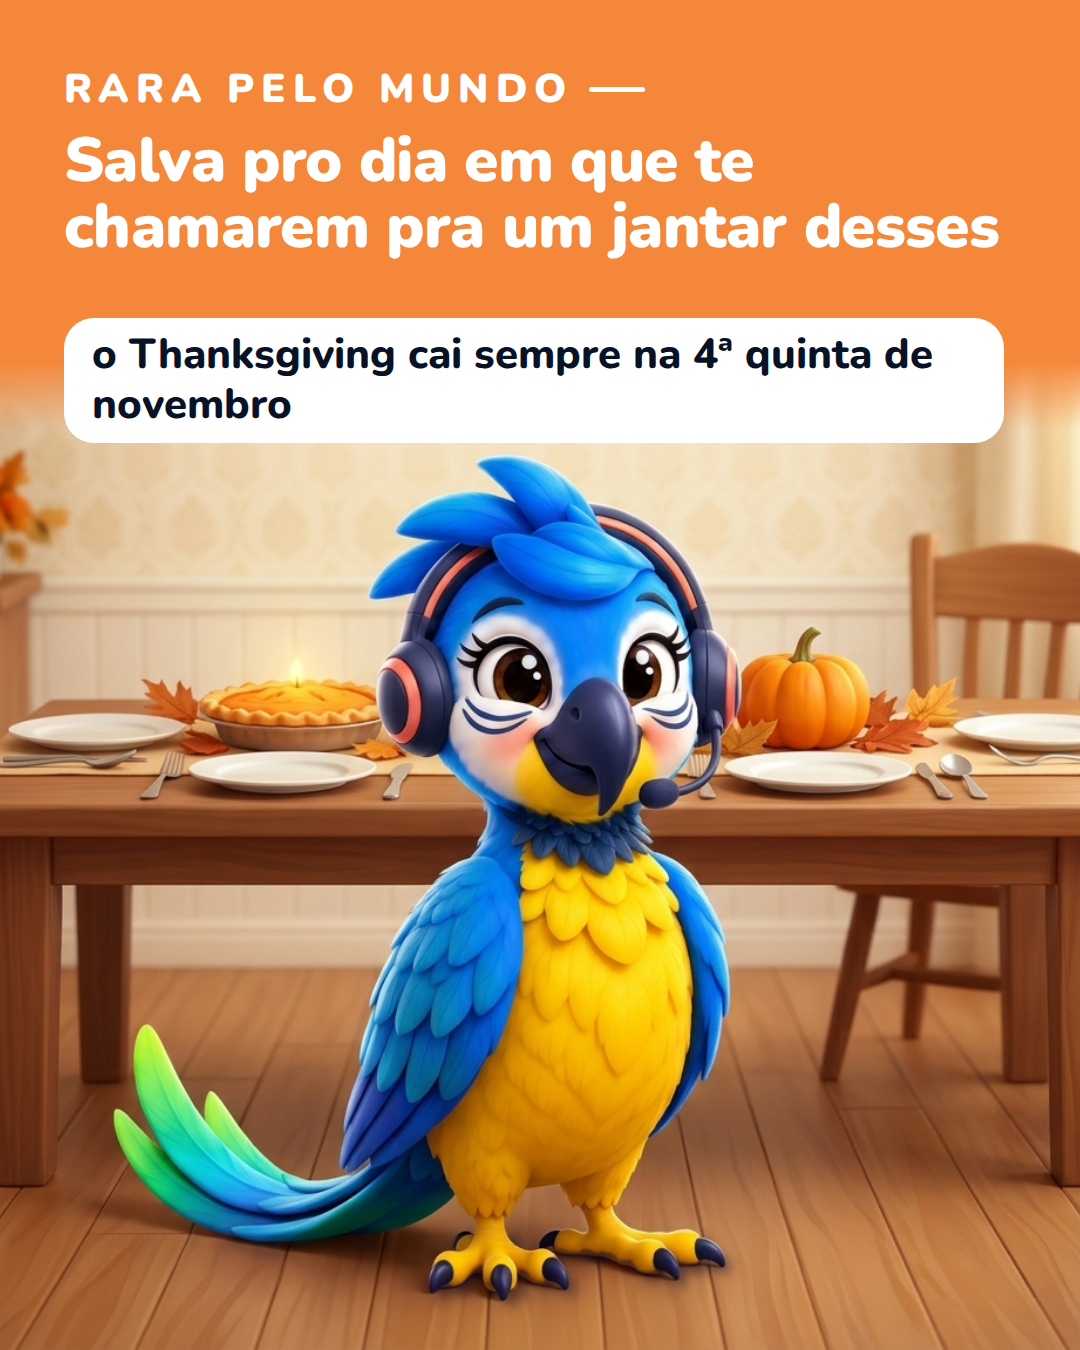 RARA PELO MUNDO —
Salva pro dia em que te
chamarem pra um jantar desses
o Thanksgiving cai sempre na 4ª quinta de
novembro